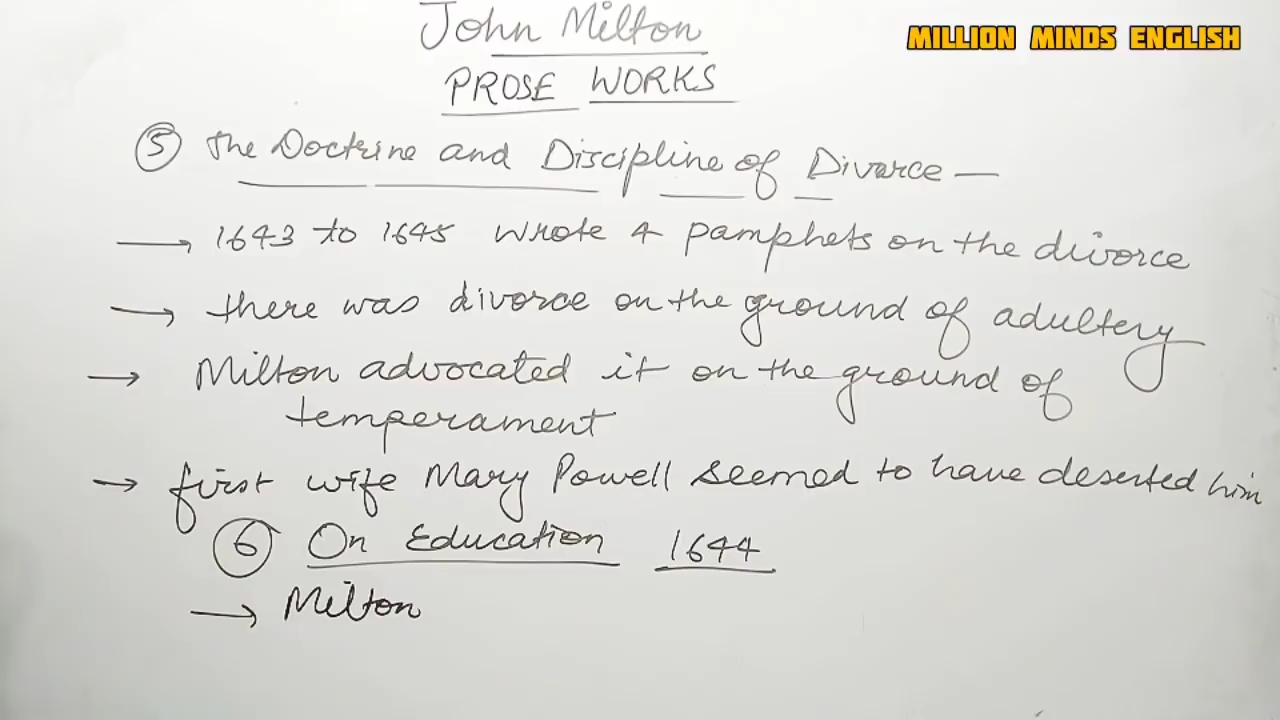 John Milton
MILLION MINDS ENGLISH
PROSE WORKS
5 The Doctrine and Discipline of Divarce —
→ 1643 to 1645 wrote 4 pamphets on the divorce
→ there was divorce on the ground of adultery
→ Milton advocated it on the ground of
temperament
→ first wife Mary Powell seemed to have deserted him
6 On Education 1644
→ Milton